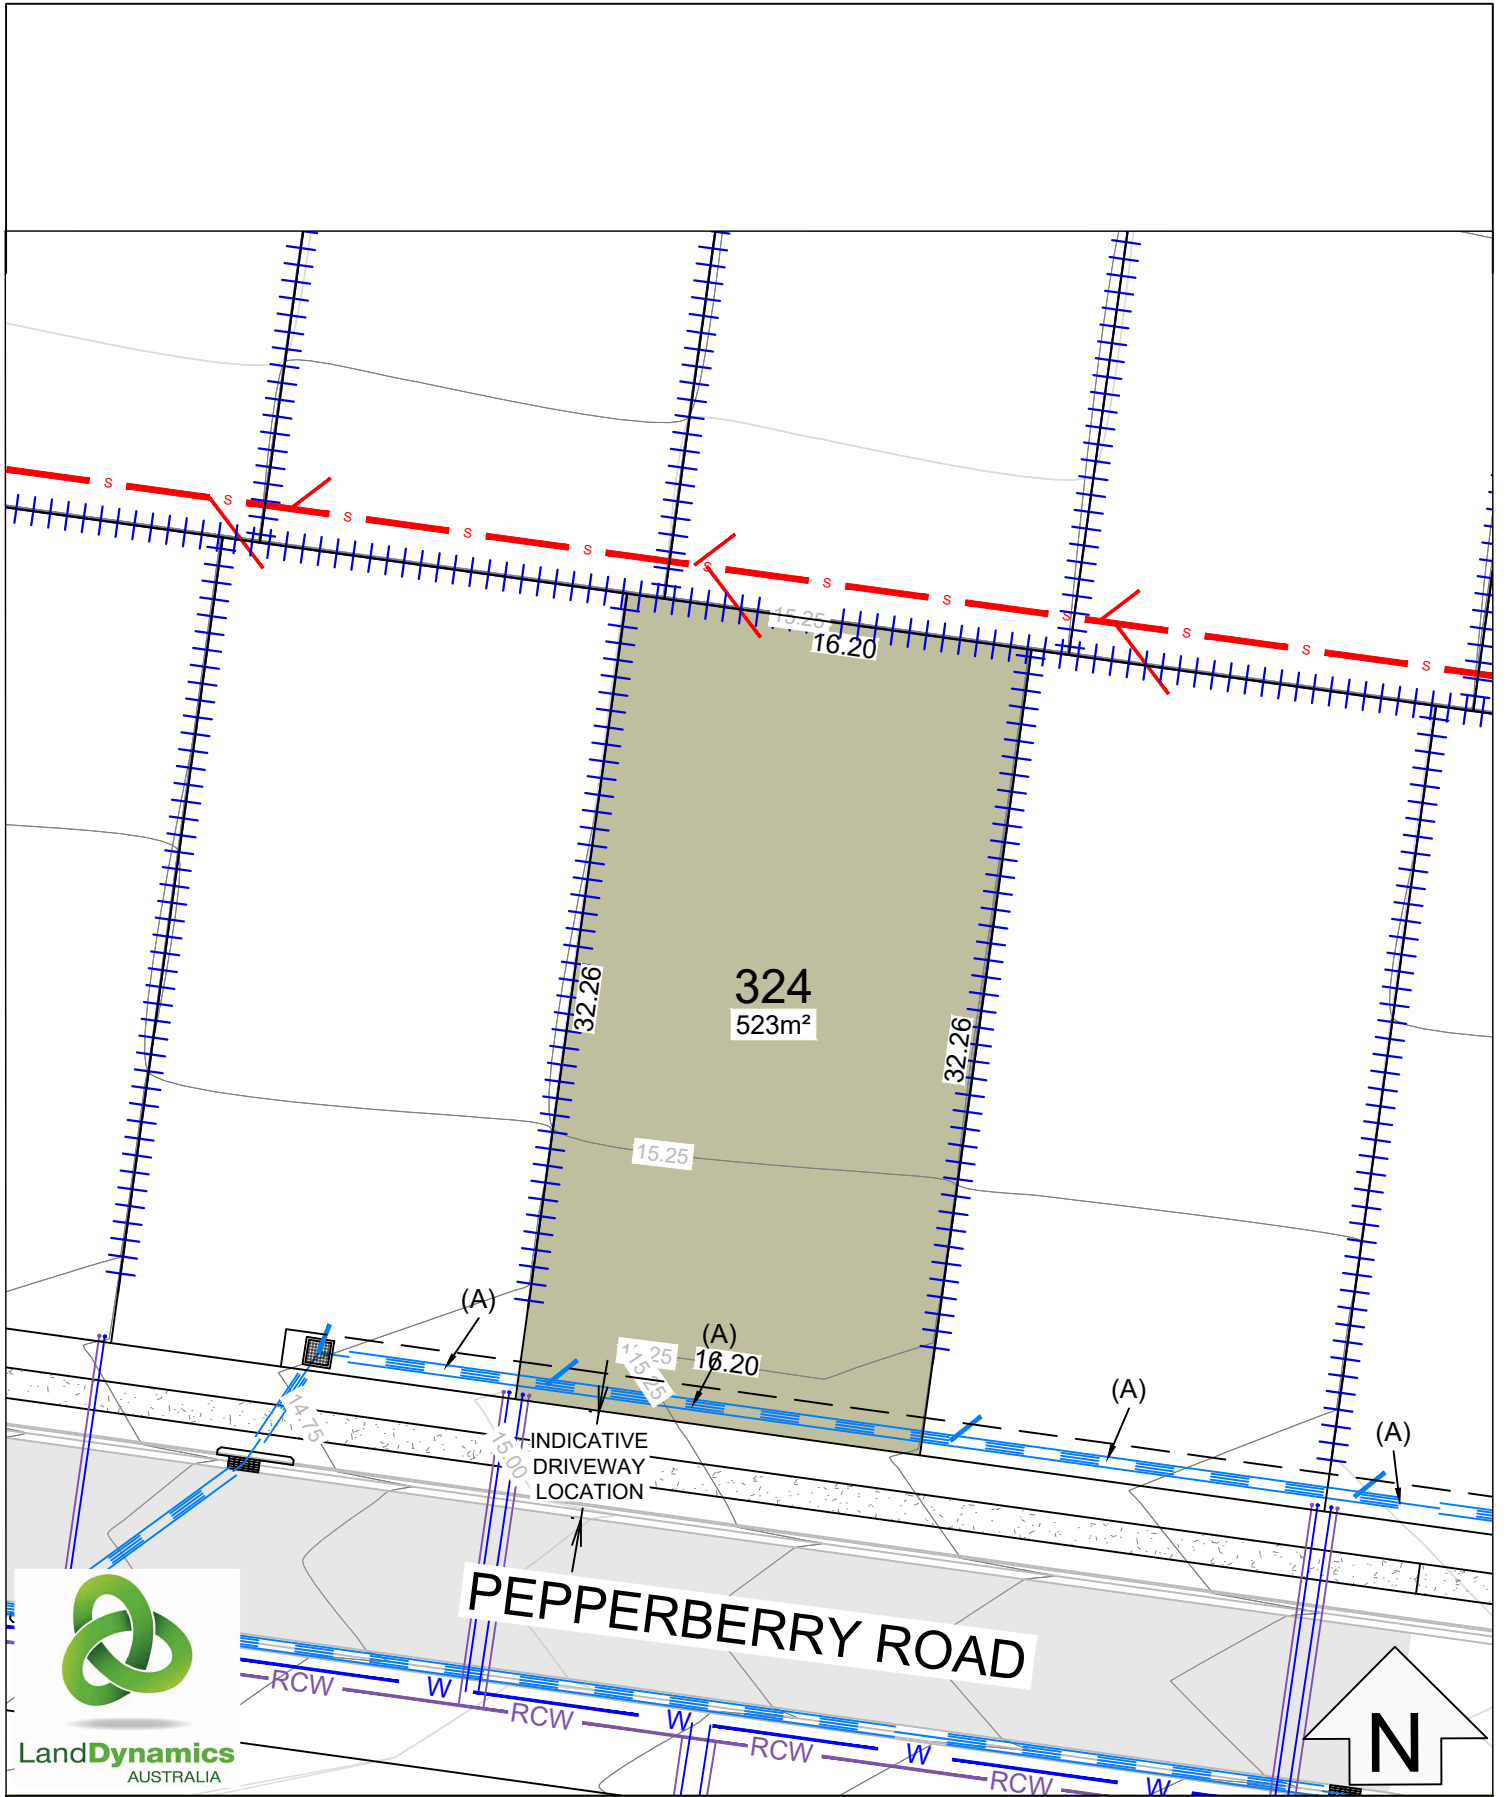 S
S
S
S
S
S
S
S
S
S
S
S
15.25
16.20
32.26
324
523m²
32.26
15.25
(A)
(A)
15.25
16.20
(A)
(A)
14.75
15.00
INDICATIVE
DRIVEWAY
LOCATION
PEPPERBERRY ROAD
RCW
W
RCW
W
RCW
W
RCW
W
N
LandDynamics
AUSTRALIA